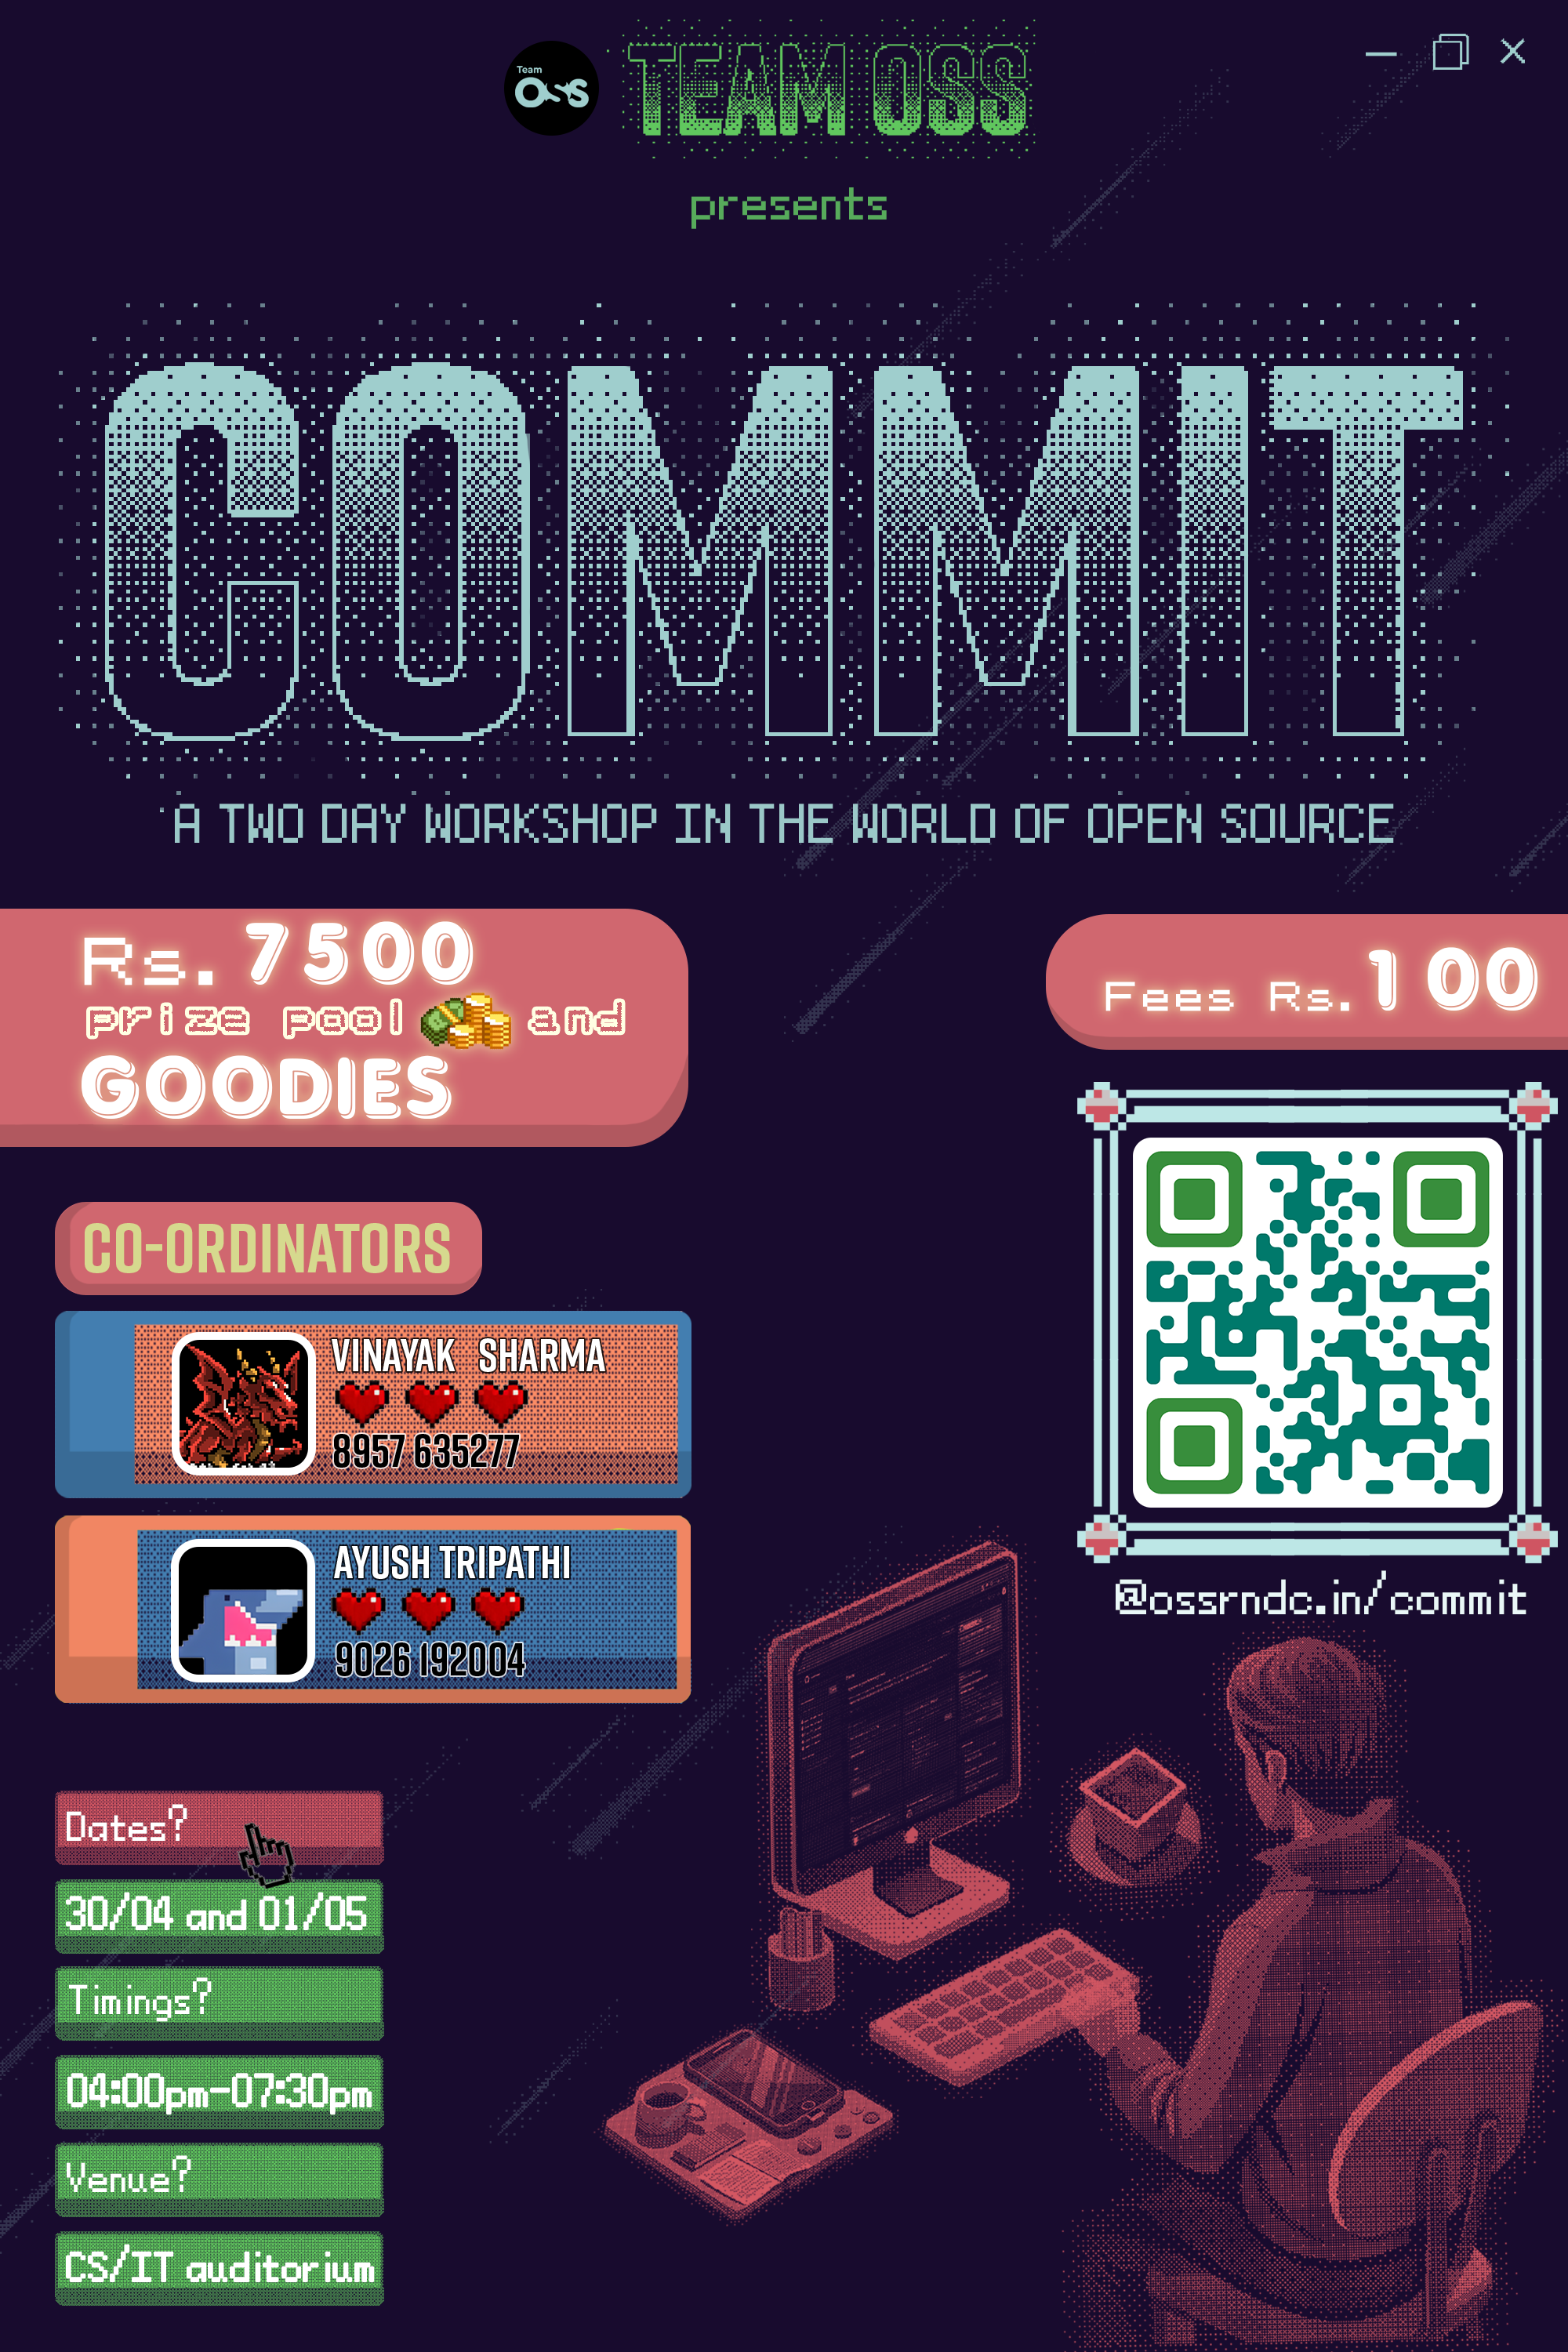 Team
OSS
TEAM OSS
presents
COMMIT
A TWO DAY WORKSHOP IN THE WORLD OF OPEN SOURCE
Rs. 7500
prize pool and
GOODIES
Fees Rs. 100
CO-ORDINATORS
VINAYAK SHARMA
8957 635277
AYUSH TRIPATHI
9026 192004
@ossrndc.in/commit
Dates?
30/04 and 01/05
Timings?
04:00pm-07:30pm
Venue?
CS/IT auditorium